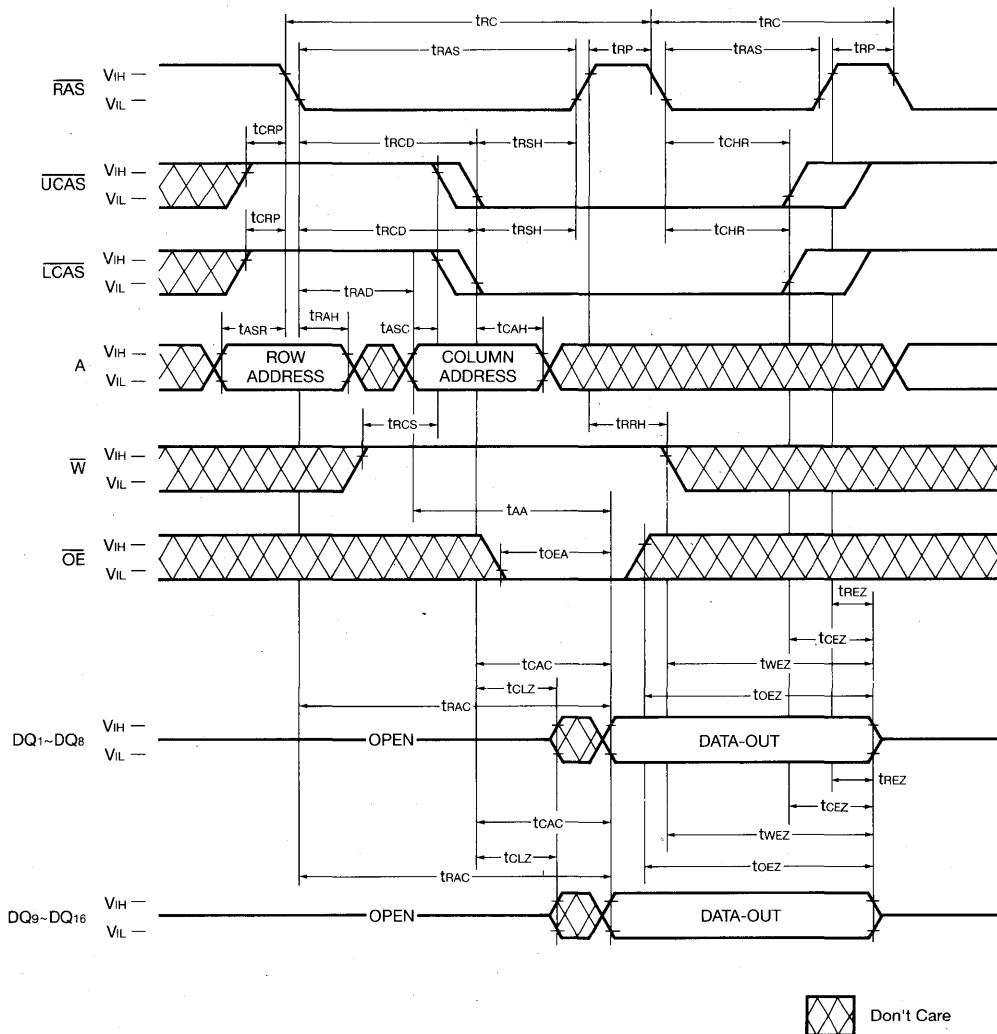 tRC tRC
tRAS tRP tRAS tRP
RAS VIH VIL
tCRP tRCD tRSH tCHR
UCAS VIH VIL
tCRP tRCD tRSH tCHR
LCAS VIH VIL
tRAD
tASR tRAH tASC tCAH
A VIH VIL ROW ADDRESS COLUMN ADDRESS
tRCS tRRH
W VIH VIL
tAA
OE VIH VIL tOEA
tREZ
tCEZ
tCAC tWEZ
tCLZ tOEZ
tRAC
DQ1~DQ8 VIH VIL OPEN DATA-OUT
tREZ
tCEZ
tCAC tWEZ
tCLZ tOEZ
tRAC
DQ9~DQ16 VIH VIL OPEN DATA-OUT
Don't Care